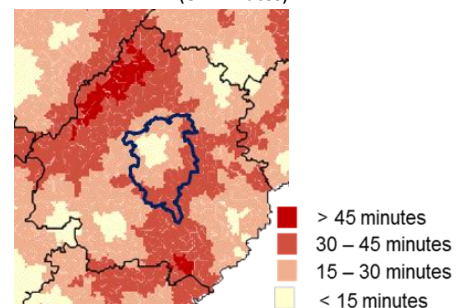 > 45 minutes
30 – 45 minutes
15 – 30 minutes
< 15 minutes